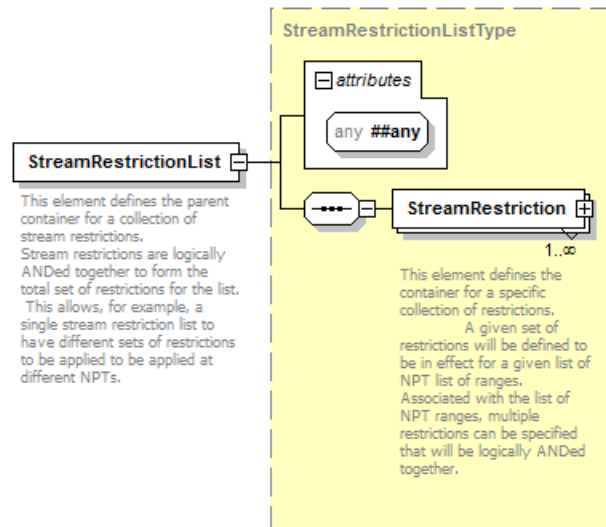 StreamRestrictionListType
attributes
any ##any
StreamRestrictionList
This element defines the parent
container for a collection of
stream restrictions.
Stream restrictions are logically
ANDed together to form the
total set of restrictions for the list.
This allows, for example, a
single stream restriction list to
have different sets of restrictions
to be applied to be applied at
different NPTs.
StreamRestriction
1..∞
This element defines the
container for a specific
collection of restrictions.
A given set of
restrictions will be defined to
be in effect for a given list of
NPT list of ranges.
Associated with the list of
NPT ranges, multiple
restrictions can be specified
that will be logically ANDed
together.